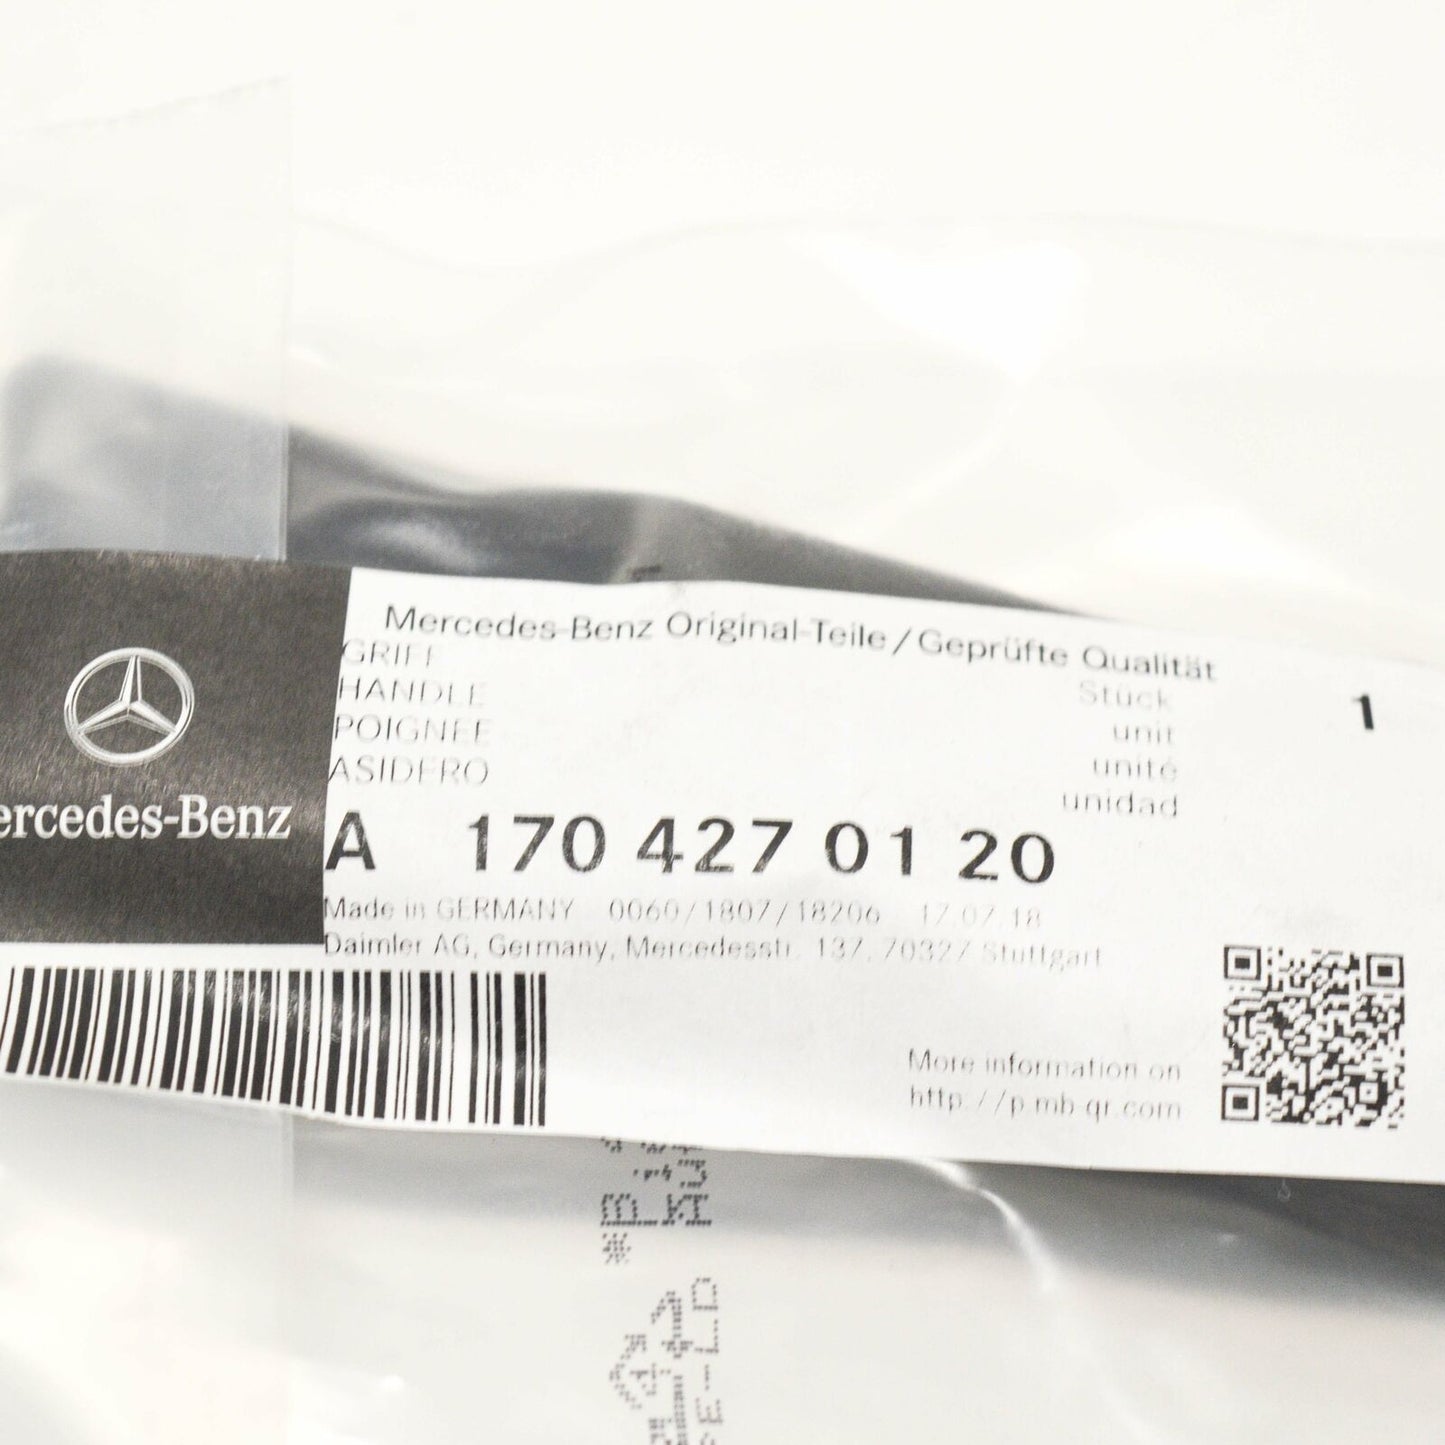 Mercedes-Benz Original-Teile/Geprüfte Qualität
GRIFF
HANDLE
POIGNEE
ASIDERO
Stück
unit
unité
unidad
1
ercedes-Benz
A 170 427 01 20
Made in GERMANY 0060/1807/18206 17.07.18
Daimler AG, Germany, Mercedesstr. 137, 70327 Stuttgart
More information on
http://p.mb-qr.com
PE-LD